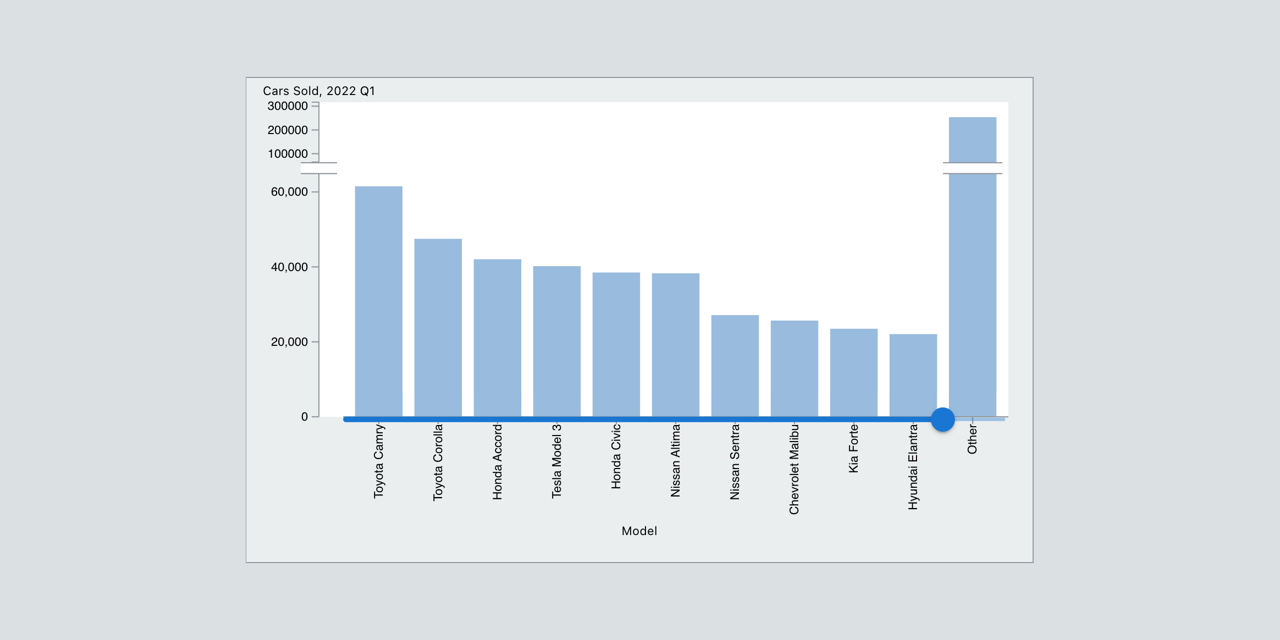 Cars Sold, 2022 Q1
300000
200000
100000
60,000
40,000
20,000
0
Toyota Camry
Toyota Corolla
Honda Accord
Tesla Model 3
Honda Civic
Nissan Altima
Nissan Sentra
Chevrolet Malibu
Kia Forte
Hyundai Elantra
Other
Model